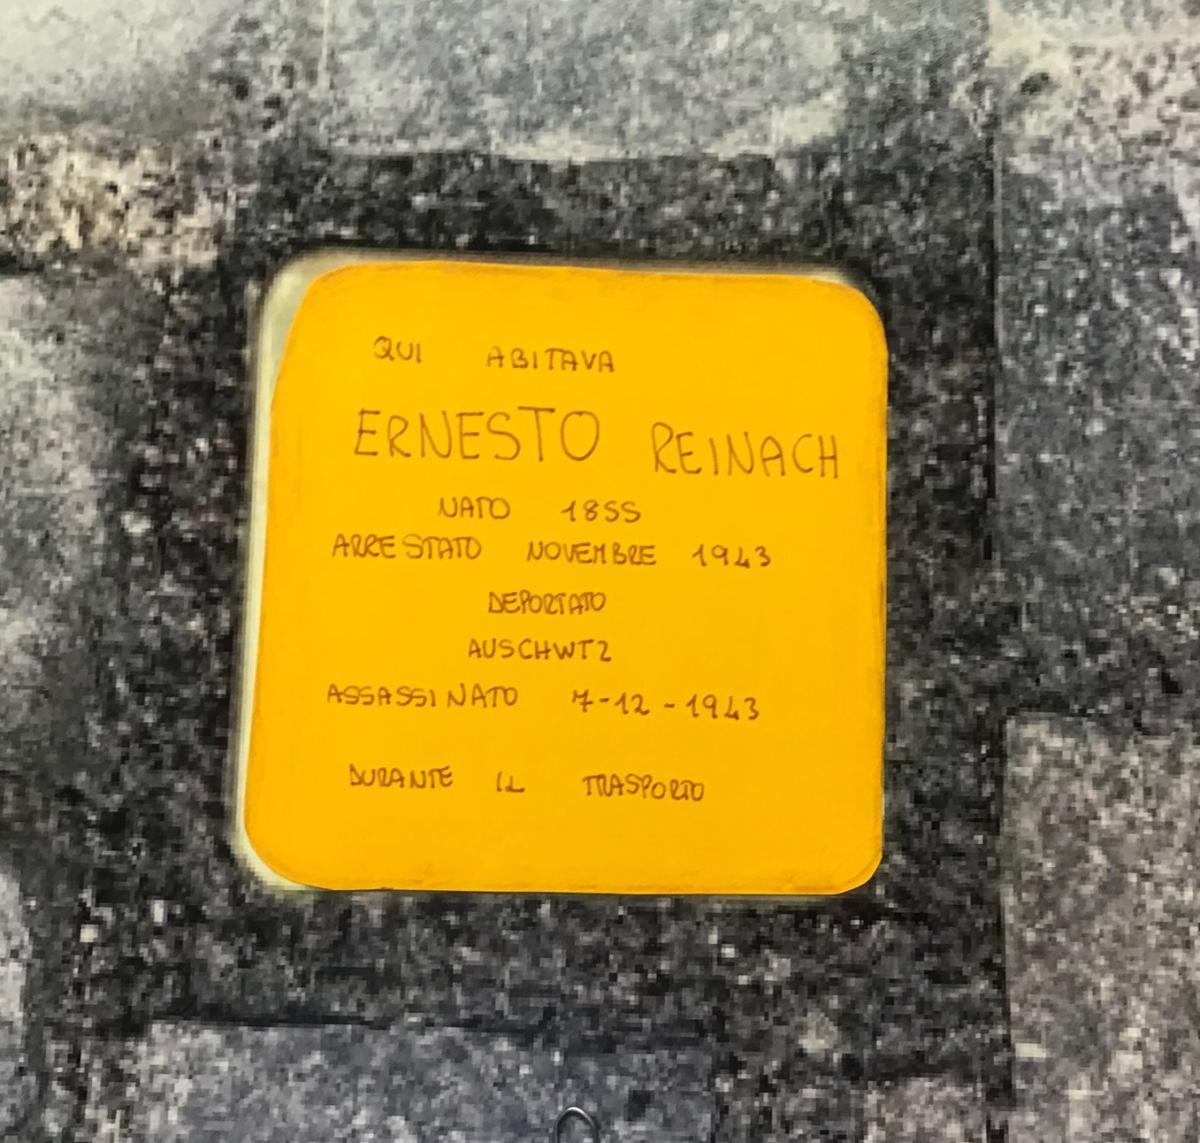 QUI ABITAVA
ERNESTO REINACH
NATO 1855
ARRESTATO NOVEMBRE 1943
DEPORTATO
AUSCHWTZ
ASSASSINATO 7-12-1943
DURANTE IL TRASPORTO